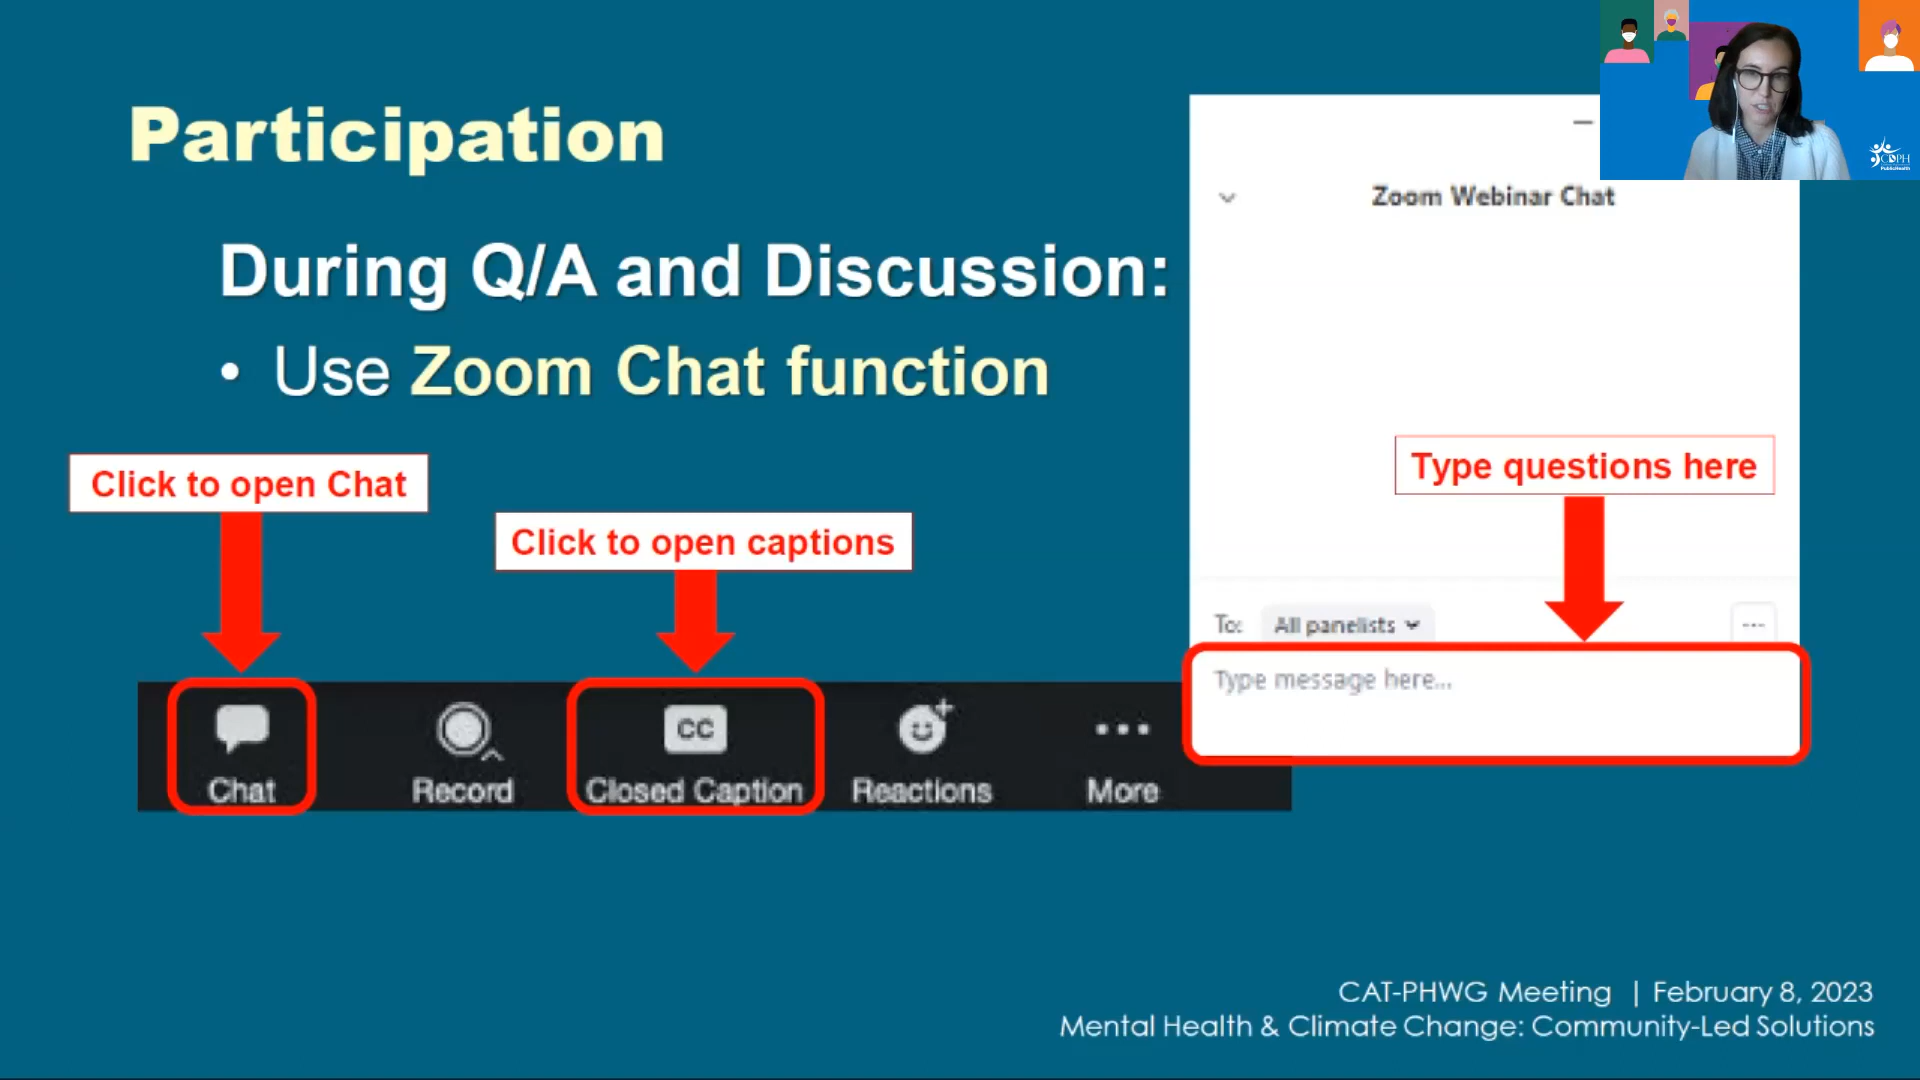 Participation
During Q/A and Discussion:
• Use Zoom Chat function
Click to open Chat
Click to open captions
Chat
Record
CC
Closed Caption
Reactions
More
Zoom Webinar Chat
Type questions here
To: All panelists
Type message here...
CDPH
PublicHealth
CAT-PHWG Meeting | February 8, 2023
Mental Health & Climate Change: Community-Led Solutions